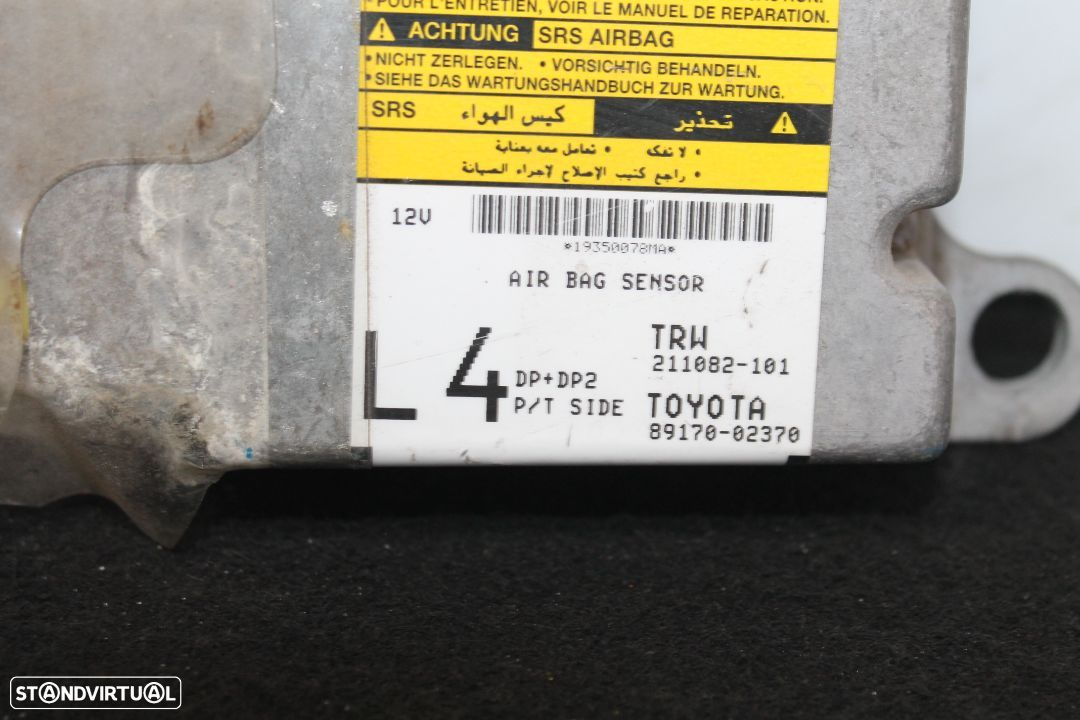 POUR L'ENTRETIEN, VOIR LE MANUEL DE REPARATION.
ACHTUNG SRS AIRBAG
•NICHT ZERLEGEN. •VORSICHTIG BEHANDELN.
•SIEHE DAS WARTUNGSHANDBUCH ZUR WARTUNG.
SRS كيس الهواء تحذير
• لا تفكه • تعامل معه بعناية
• راجع كتيب الإصلاح لإجراء الصيانة
12V
*19350078MA*
AIR BAG SENSOR
L4 DP+DP2
P/T SIDE
TRW
211082-101
TOYOTA
89170-02370
STANDVIRTUAL